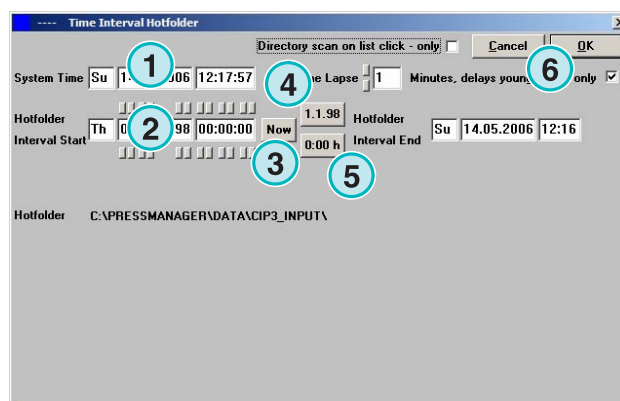 ---- Time Interval Hotfolder
Directory scan on list click - only Cancel OK
System Time Su 006 12:17:57 Lapse 1 Minutes, delays only
1 4 6
Hotfolder Interval Start Th 98 00:00:00 Now 1.1.98 0:00 h Hotfolder Interval End Su 14.05.2006 12:16
2 3 5
Hotfolder C:\PRESSMANAGER\DATA\CIP3_INPUT\